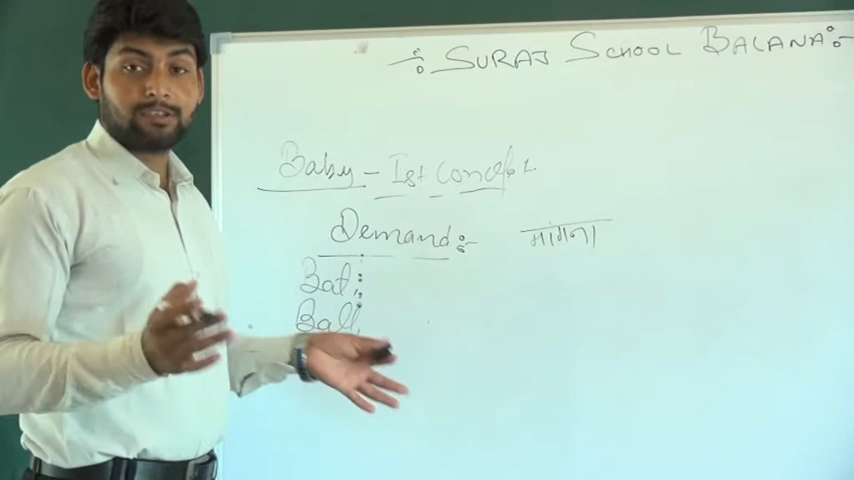 -:SURAJ SCHOOL BALANA:-
Baby - Ist Concept.
Demand:- मांगना
Bat;
Ball,